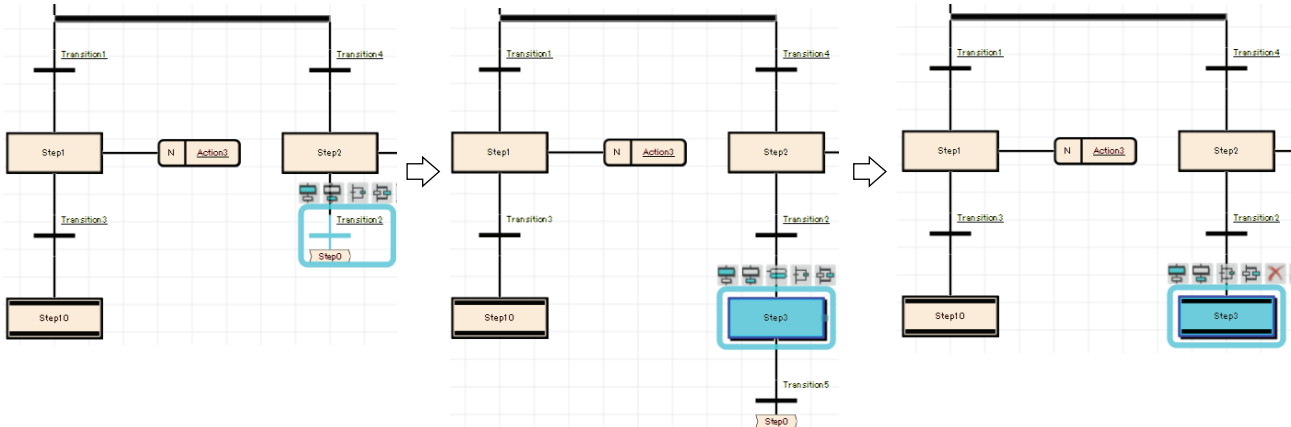 Transition1
Transition4
Step1
N
Action3
Step2
Transition3
Transition2
Step0
Step10
Transition1
Transition4
Step1
N
Action3
Step2
Transition3
Transition2
Step10
Step3
Transition5
Step0
Transition1
Transition4
Step1
N
Action3
Step2
Transition3
Transition2
Step10
Step3